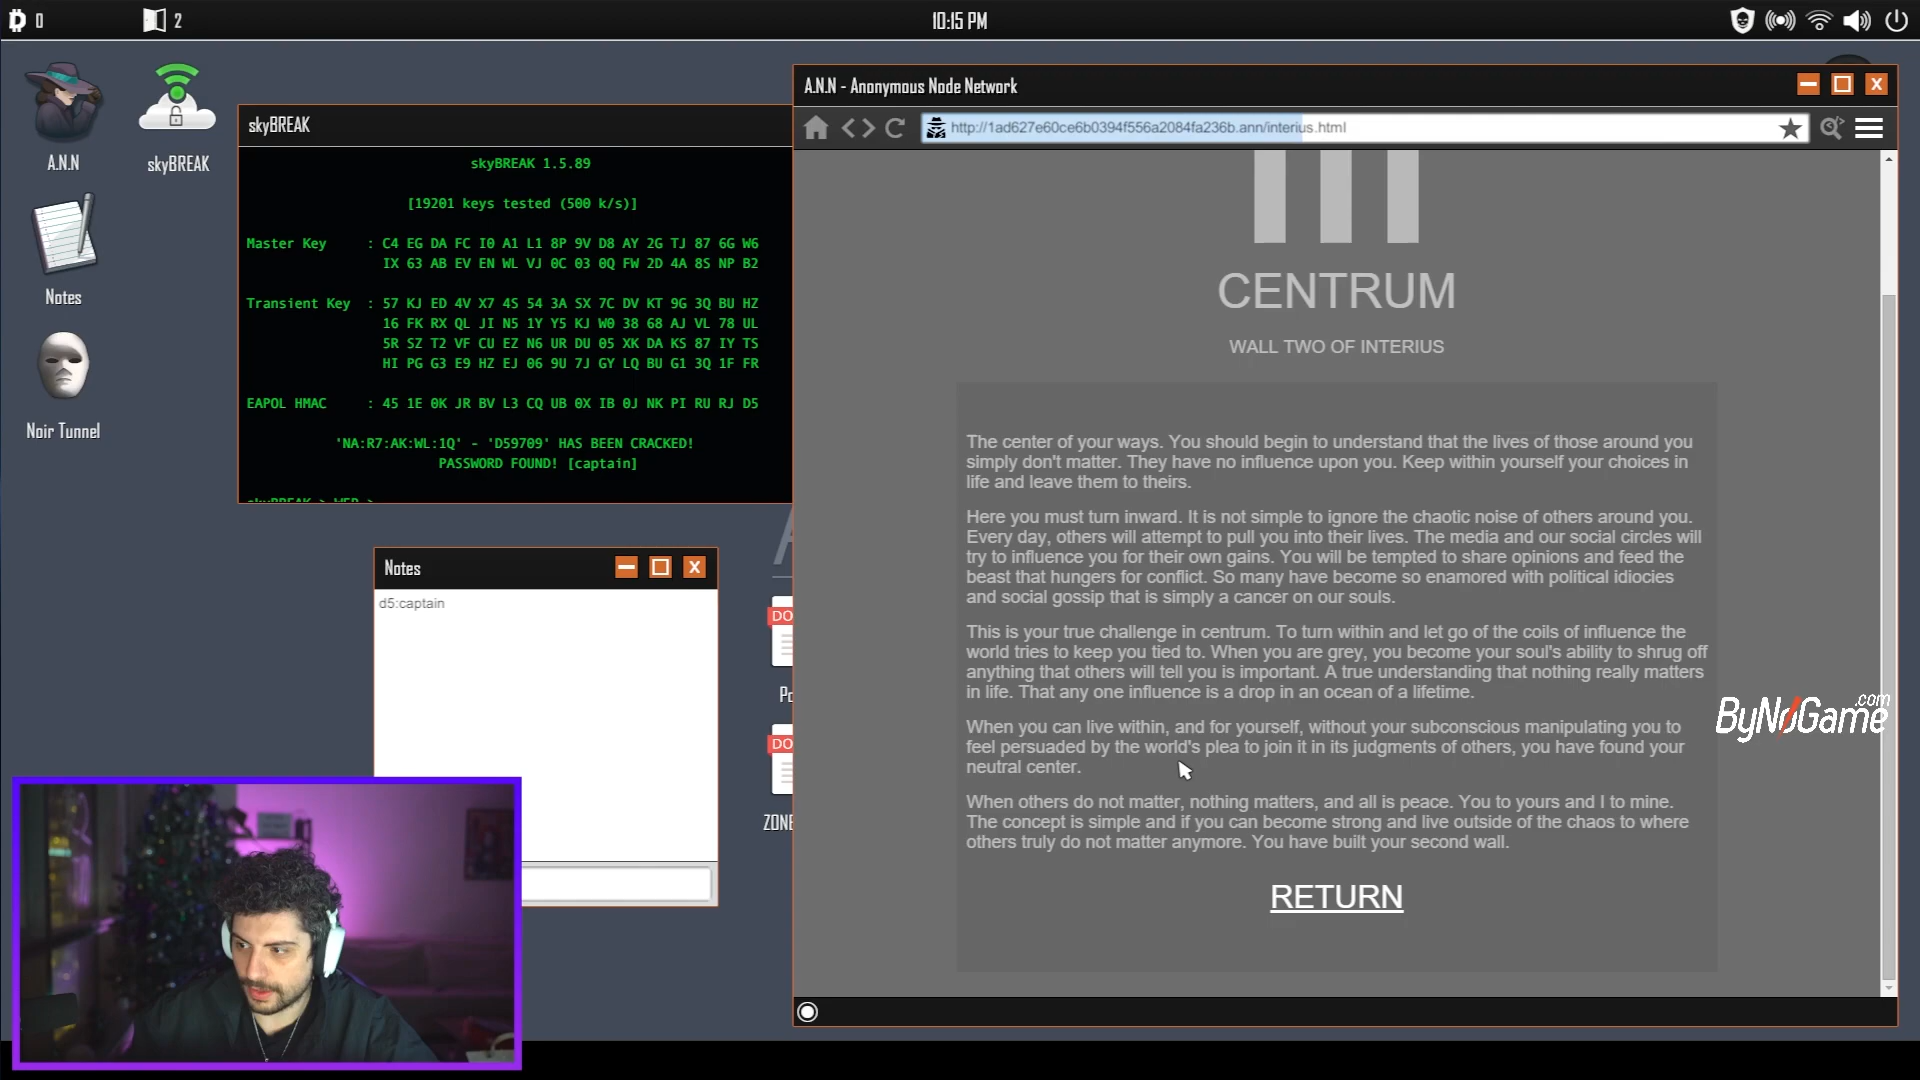 0
2
10:15 PM
A.N.N
skyBREAK
Notes
Noir Tunnel
skyBREAK
skyBREAK 1.5.89
[19201 keys tested (500 k/s)]
Master Key : C4 EG DA FC I0 A1 L1 8P 9V D8 AY 2G TJ 87 6G W6
IX 63 AB EV EN WL VJ 0C 03 0Q FW 2D 4A 8S NP B2
Transient Key : 57 KJ ED 4V X7 4S 54 3A SX 7C DV KT 9G 3Q BU HZ
16 FK RX QL JI N5 1Y Y5 KJ W0 38 68 AJ VL 78 UL
5R SZ T2 VF CU EZ N6 UR DU 05 XK DA KS 87 IY TS
HI PG G3 E9 HZ EJ 06 9U 7J GY LQ BU G1 3Q 1F FR
EAPOL HMAC : 45 1E 0K JR BV L3 CQ UB 0X IB 0J NK PI RU RJ D5
'NA:R7:AK:WL:1Q' - 'D59709' HAS BEEN CRACKED!
PASSWORD FOUND! [captain]
skyBREAK > WEP >
Notes
d5:captain
DO
DO
ZONE
A.N.N - Anonymous Node Network
http://1ad627e60ce6b0394f556a2084fa236b.ann/interius.html
CENTRUM
WALL TWO OF INTERIUS
The center of your ways. You should begin to understand that the lives of those around you
simply don't matter. They have no influence upon you. Keep within yourself your choices in
life and leave them to theirs.
Here you must turn inward. It is not simple to ignore the chaotic noise of others around you.
Every day, others will attempt to pull you into their lives. The media and our social circles will
try to influence you for their own gains. You will be tempted to share opinions and feed the
beast that hungers for conflict. So many have become so enamored with political idiocies
and social gossip that is simply a cancer on our souls.
This is your true challenge in centrum. To turn within and let go of the coils of influence the
world tries to keep you tied to. When you are grey, you become your soul's ability to shrug off
anything that others will tell you is important. A true understanding that nothing really matters
in life. That any one influence is a drop in an ocean of a lifetime.
When you can live within, and for yourself, without your subconscious manipulating you to
feel persuaded by the world's plea to join it in its judgments of others, you have found your
neutral center.
When others do not matter, nothing matters, and all is peace. You to yours and I to mine.
The concept is simple and if you can become strong and live outside of the chaos to where
others truly do not matter anymore. You have built your second wall.
RETURN
ByNoGame.com